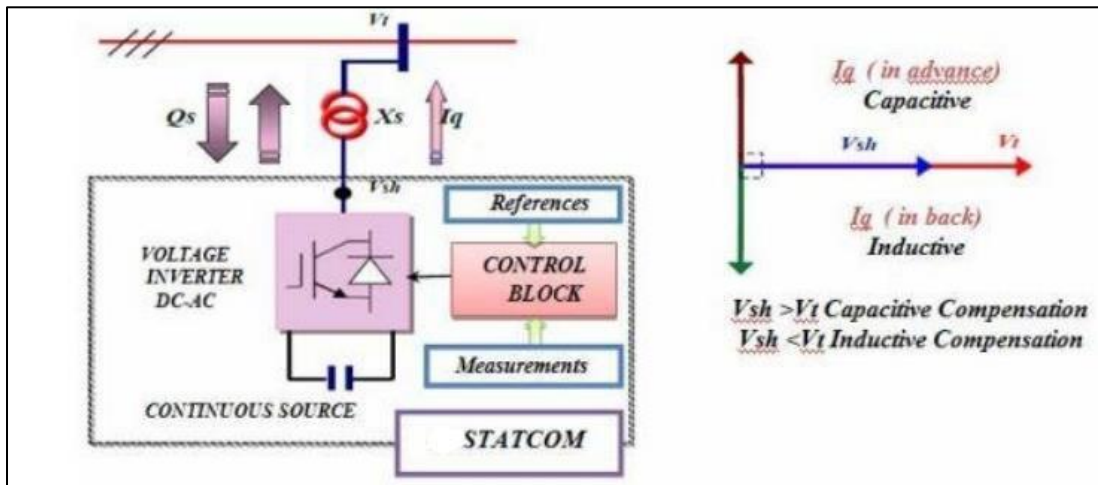 Vt
Qs
Xs
Iq
Vsh
References
VOLTAGE
INVERTER
DC-AC
CONTROL
BLOCK
Measurements
CONTINUOUS SOURCE
STATCOM
Iq ( in advance)
Capacitive
Vsh
Vt
Iq (in back)
Inductive
Vsh >Vt Capacitive Compensation
Vsh <Vt Inductive Compensation